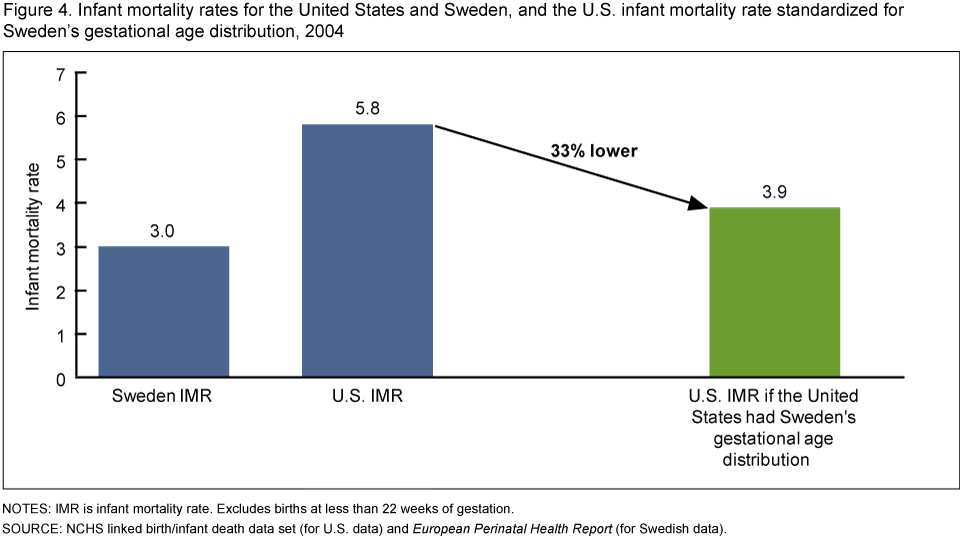 Figure 4. Infant mortality rates for the United States and Sweden, and the U.S. infant mortality rate standardized for
Sweden’s gestational age distribution, 2004
Infant mortality rate
7
6
5
4
3
2
1
0
3.0
5.8
33% lower
3.9
Sweden IMR
U.S. IMR
U.S. IMR if the United
States had Sweden's
gestational age
distribution
NOTES: IMR is infant mortality rate. Excludes births at less than 22 weeks of gestation.
SOURCE: NCHS linked birth/infant death data set (for U.S. data) and European Perinatal Health Report (for Swedish data).